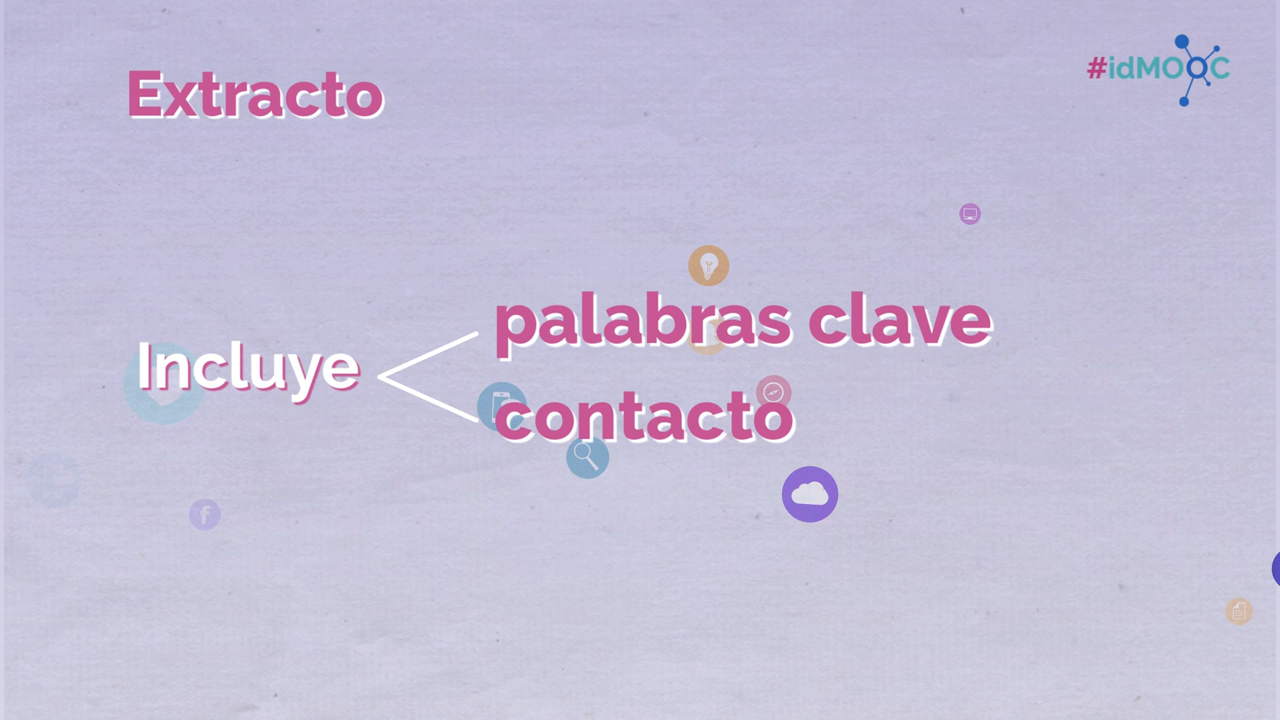 Extracto
#idMOOC
Incluye
palabras clave
contacto